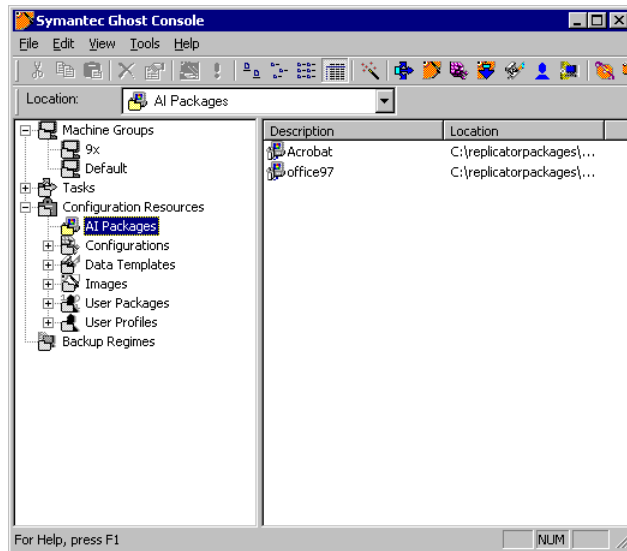 Symantec Ghost Console
File Edit View Tools Help
Location: AI Packages
Machine Groups
9x
Default
Tasks
Configuration Resources
AI Packages
Configurations
Data Templates
Images
User Packages
User Profiles
Backup Regimes
Description Location
Acrobat C:\replicatorpackages\...
office97 C:\replicatorpackages\...
For Help, press F1 NUM